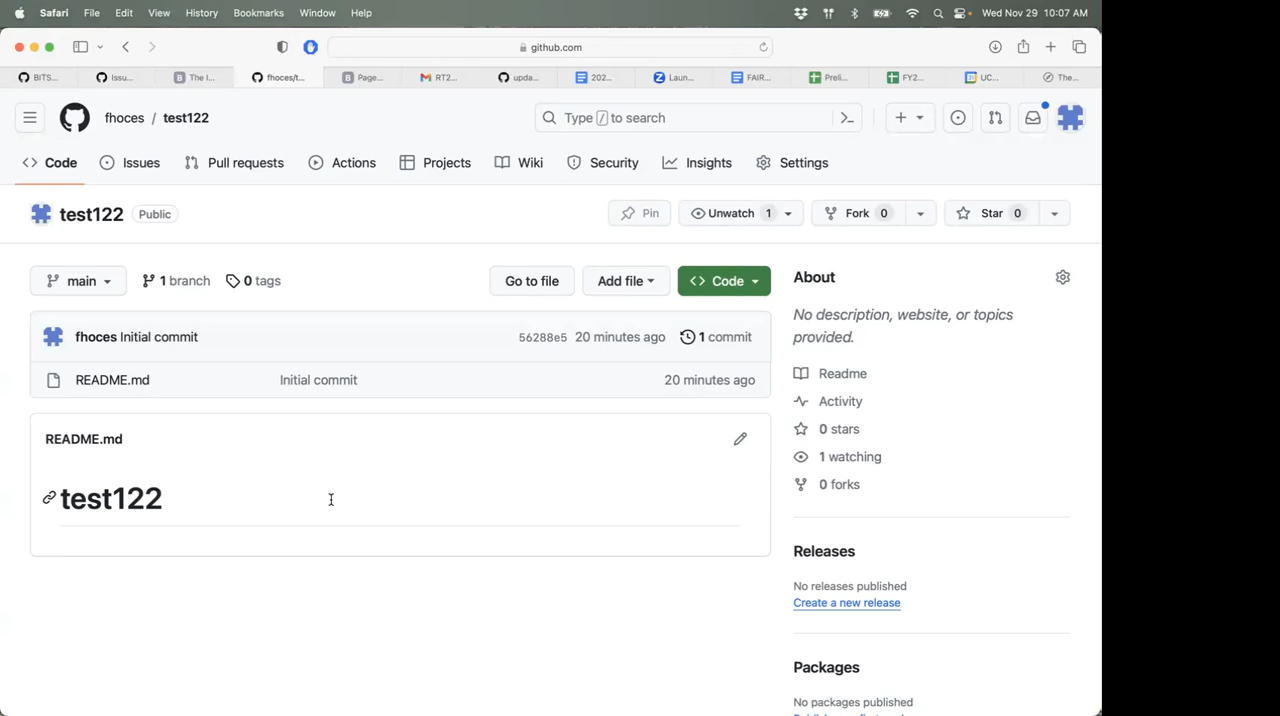 Safari File Edit View History Bookmarks Window Help Wed Nov 29 10:07 AM
github.com
BITS... Issu... The I... fhoces/t... Page... RT2... upda... 202... Laun... FAIR... Preli... FY2... UC... The...
fhoces / test122 Type / to search
Code Issues Pull requests Actions Projects Wiki Security Insights Settings
test122 Public Pin Unwatch 1 Fork 0 Star 0
main 1 branch 0 tags Go to file Add file Code
About
No description, website, or topics
provided.
fhoces Initial commit 56288e5 20 minutes ago 1 commit
README.md Initial commit 20 minutes ago
README.md
test122
Readme
Activity
0 stars
1 watching
0 forks
Releases
No releases published
Create a new release
Packages
No packages published